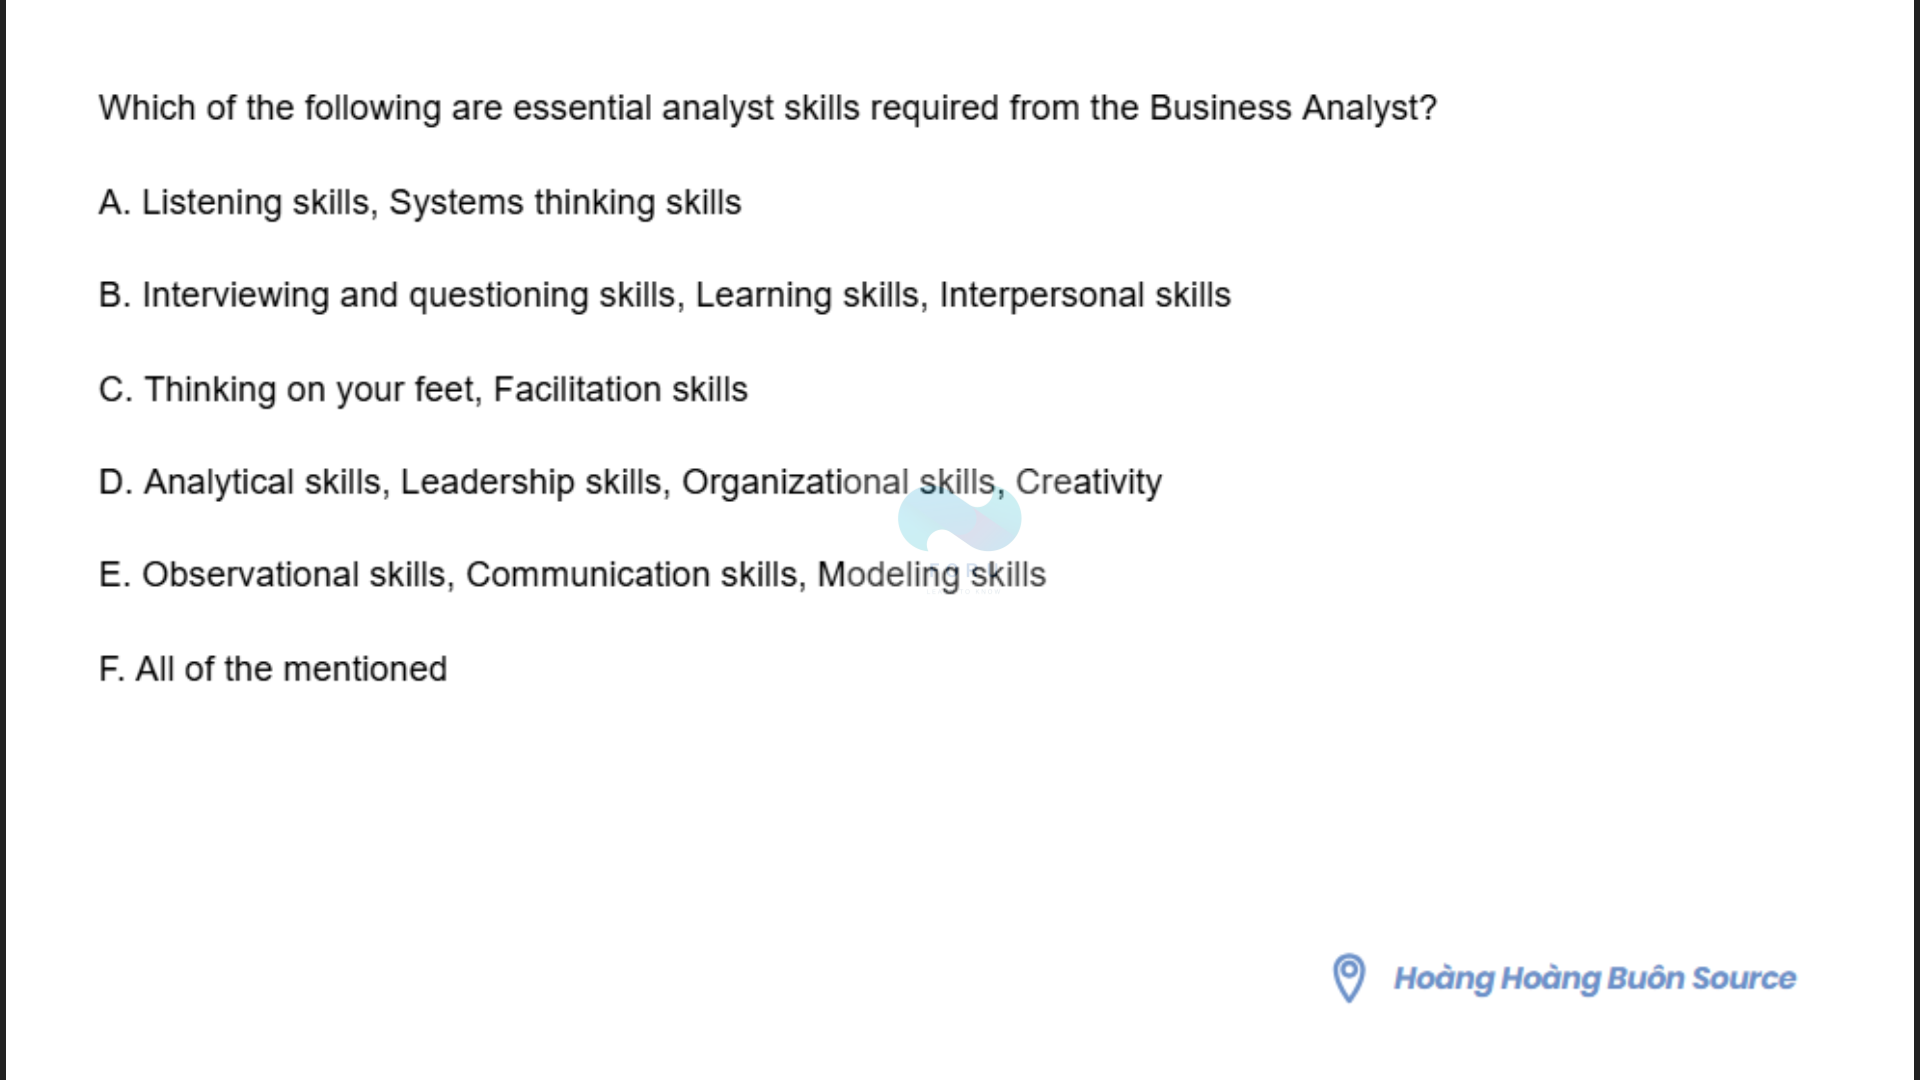 Which of the following are essential analyst skills required from the Business Analyst?
A. Listening skills, Systems thinking skills
B. Interviewing and questioning skills, Learning skills, Interpersonal skills
C. Thinking on your feet, Facilitation skills
D. Analytical skills, Leadership skills, Organizational skills, Creativity
E. Observational skills, Communication skills, Modeling skills
F. All of the mentioned
Hoàng Hoàng Buôn Source